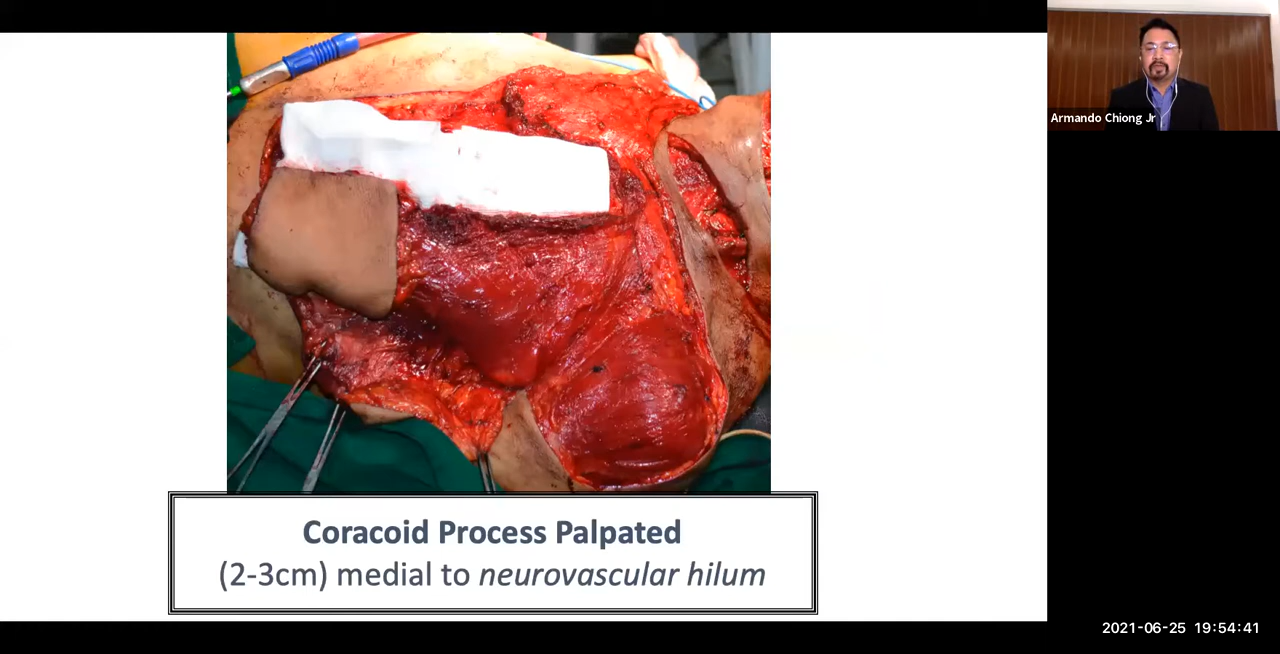 Armando Chiong Jr
Coracoid Process Palpated
(2-3cm) medial to neurovascular hilum
2021-06-25 19:54:41